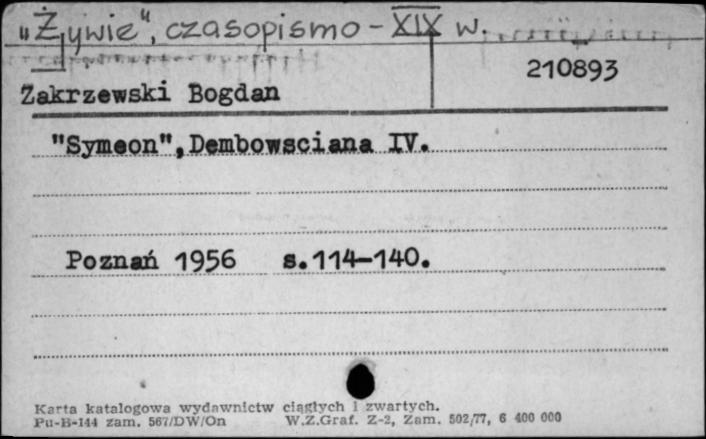 "Żywie", czasopismo - XIX w.
210893
Zakrzewski Bogdan
"Symeon", Dembowsciana IV.
Poznań 1956 s.114-140.
Karta katalogowa wydawnictw ciągłych i zwartych.
Pu-B-144 zam. 567/DW/On W.Z.Graf. Z-2, Zam. 502/77, 6 400 000